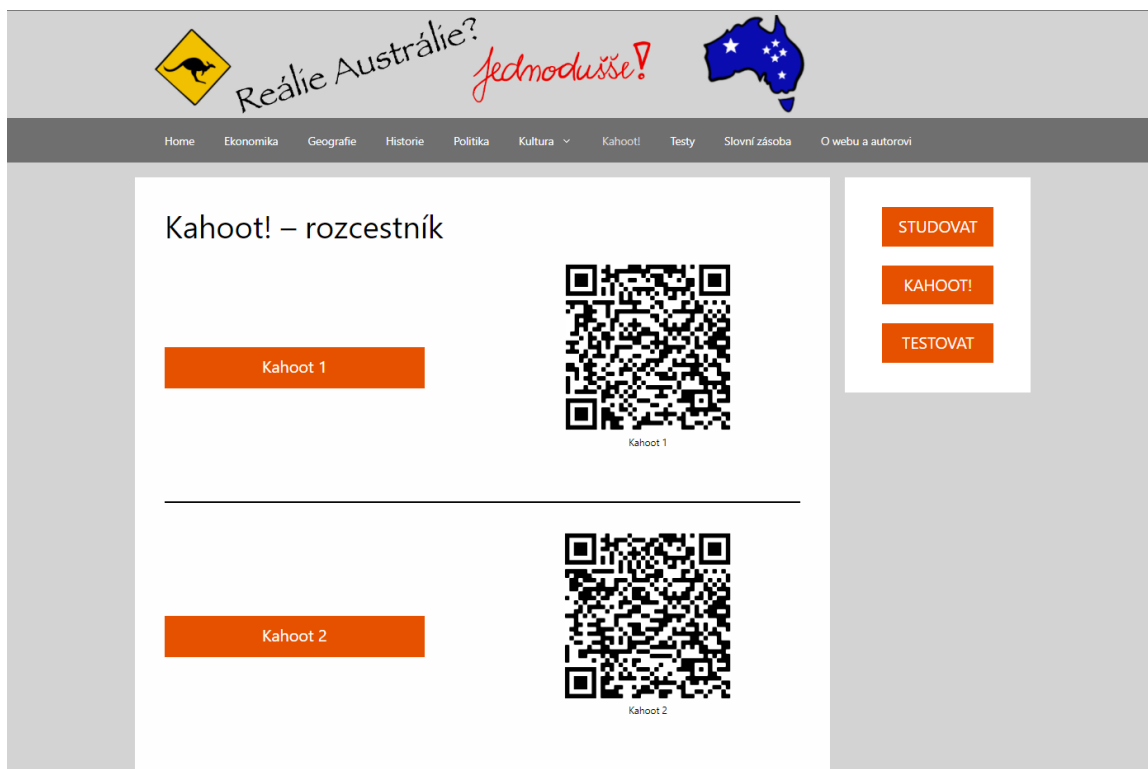 Reálie Austrálie? Jednodušše!
Home Ekonomika Geografie Historie Politika Kultura Kahoot! Testy Slovní zásoba O webu a autorovi
Kahoot! – rozcestník
Kahoot 1
Kahoot 1
Kahoot 2
Kahoot 2
STUDOVAT
KAHOOT!
TESTOVAT